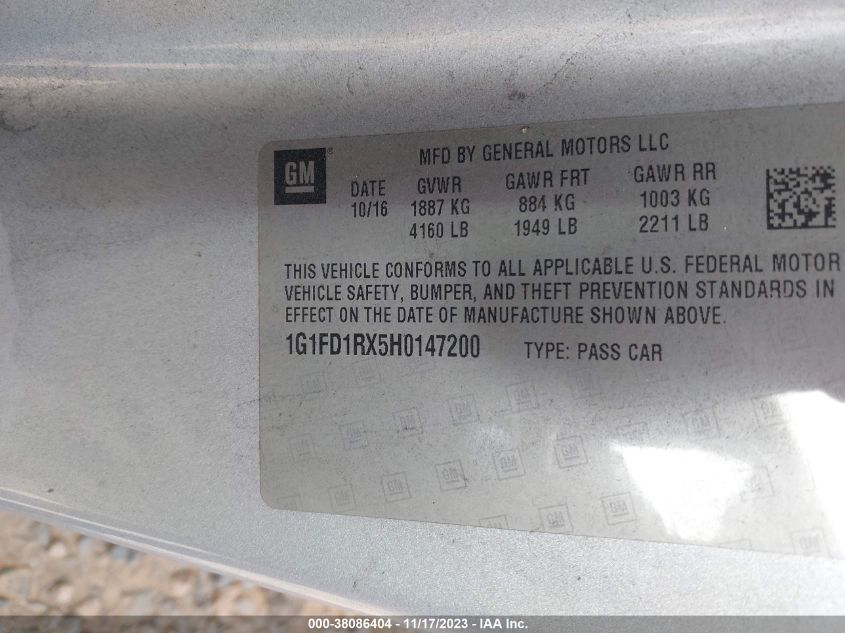 GM
MFD BY GENERAL MOTORS LLC
DATE GVWR GAWR FRT GAWR RR
10/16 1887 KG 884 KG 1003 KG
4160 LB 1949 LB 2211 LB
THIS VEHICLE CONFORMS TO ALL APPLICABLE U.S. FEDERAL MOTOR
VEHICLE SAFETY, BUMPER, AND THEFT PREVENTION STANDARDS IN
EFFECT ON THE DATE OF MANUFACTURE SHOWN ABOVE.
1G1FD1RX5H0147200 TYPE: PASS CAR
000-38086404 - 11/17/2023 - IAA Inc.